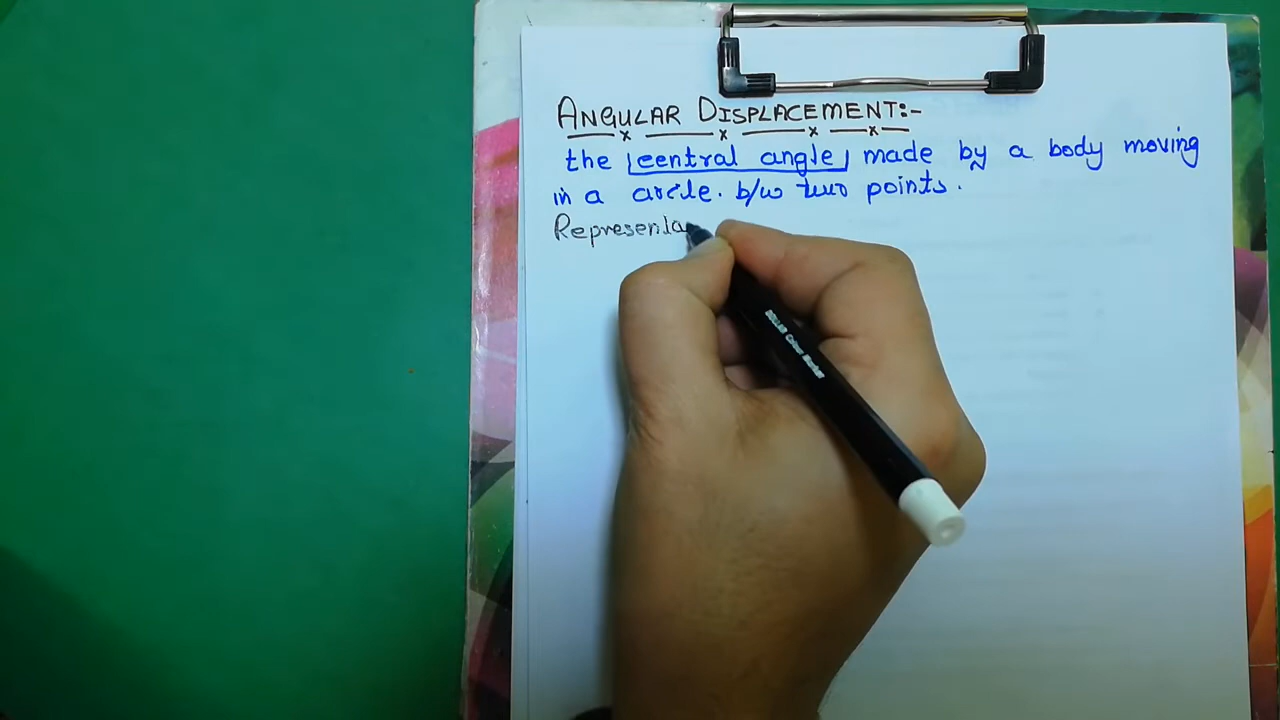 ANGULAR DISPLACEMENT:-
the central angle made by a body moving
in a circle. b/w two points.
Representa